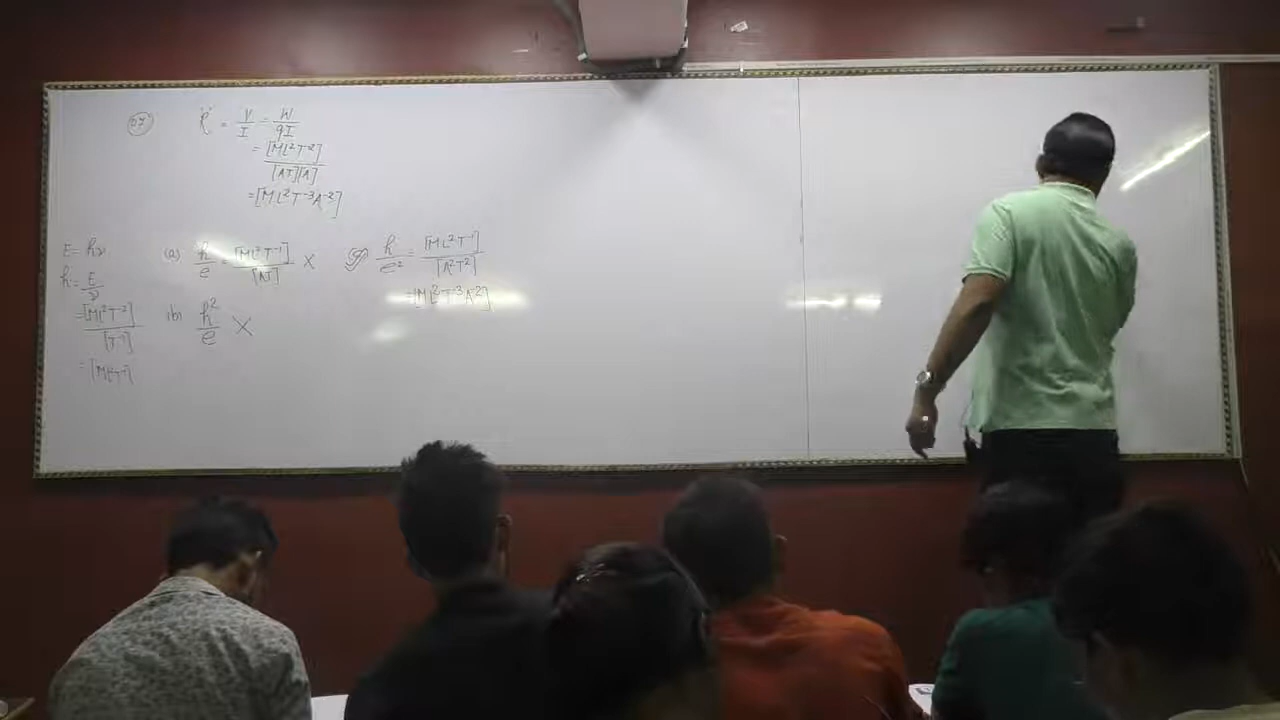 07
R = V/I = W/qI
= [ML²T⁻²]/[AT][A]
= [ML²T⁻³A⁻²]
E = hν
h = E/ν
= [ML²T⁻²]/[T⁻¹]
= [ML²T⁻¹]
(a) h/e = [ML²T⁻¹]/[AT] ×
(b) h²/e ×
h/e² = [ML²T⁻¹]/[A²T²]
= [ML²T⁻³A⁻²]